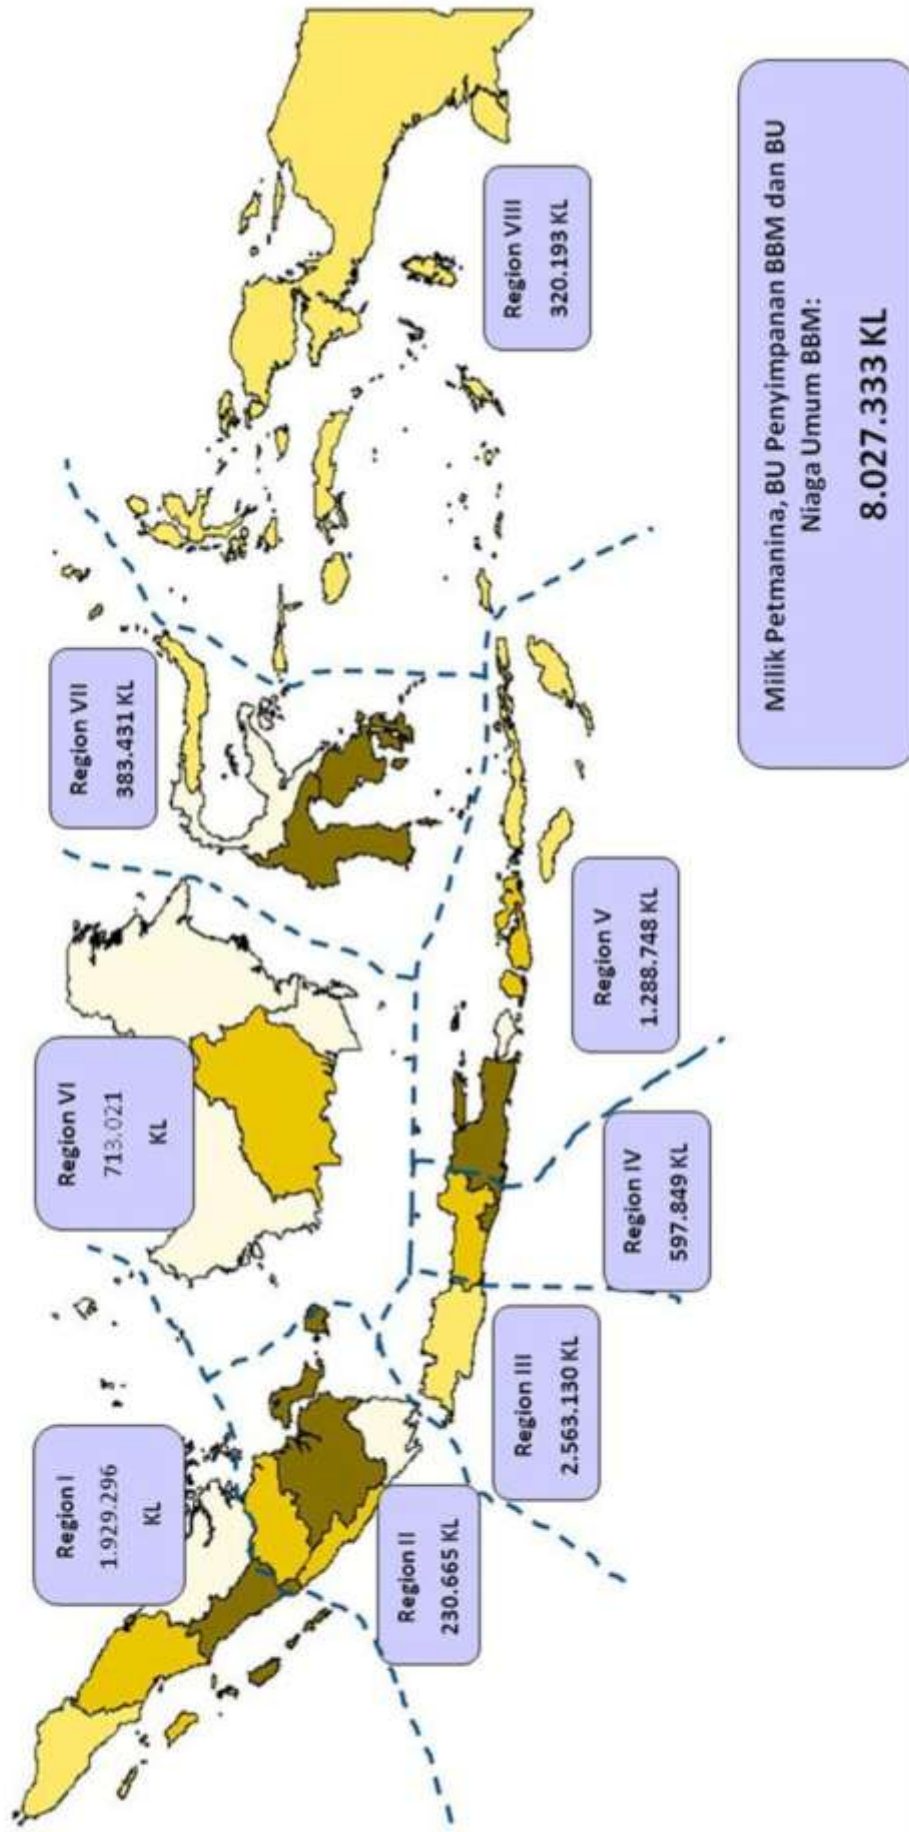 Region I
1.929.296
KL
Region II
230.665 KL
Region III
2.563.130 KL
Region IV
597.849 KL
Region V
1.288.748 KL
Region VI
713.021
KL
Region VII
383.431 KL
Region VIII
320.193 KL
Milik Petmanina, BU Penyimpanan BBM dan BU
Niaga Umum BBM:
8.027.333 KL